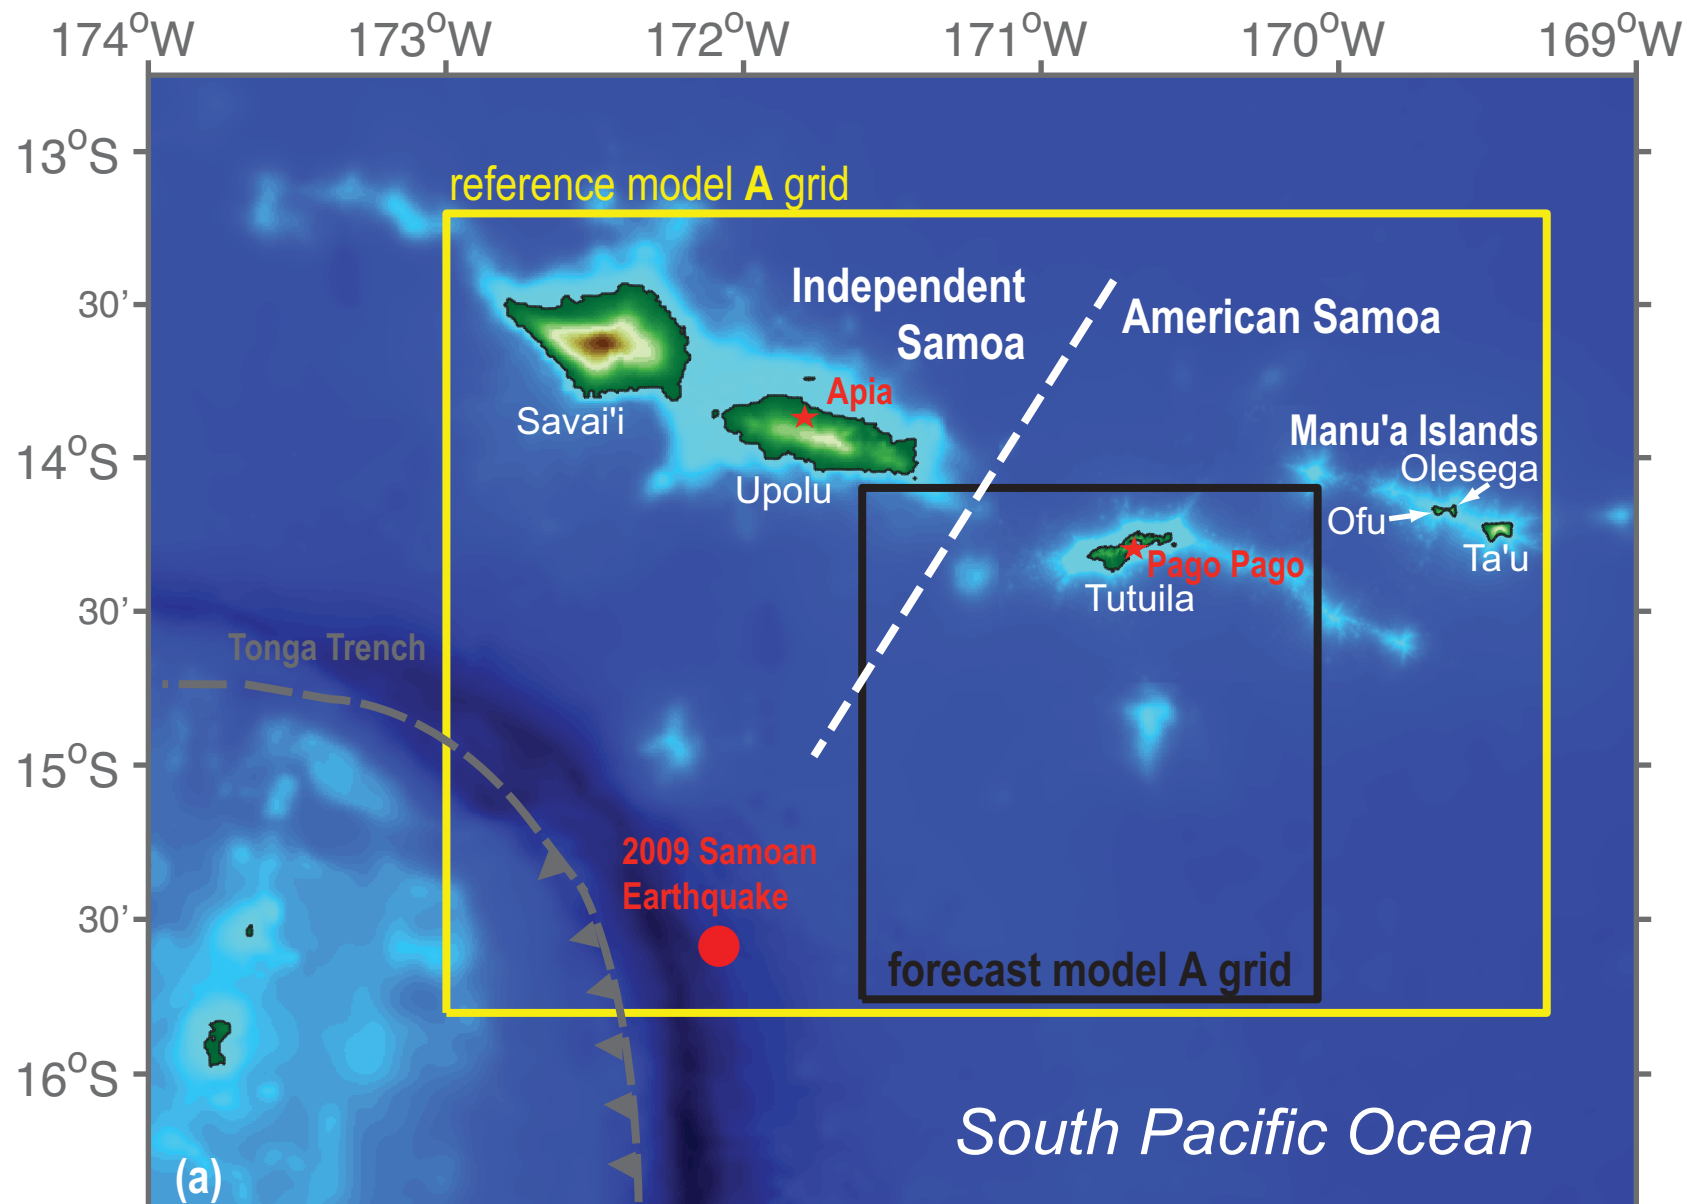 174°W 173°W 172°W 171°W 170°W 169°W
13°S
reference model A grid
30’
Independent
Samoa
American Samoa
Apia
Savai'i
Manu'a Islands
14°S
Olesega
Upolu
Ofu
Ta'u
Pago Pago
Tutuila
30’
Tonga Trench
15°S
2009 Samoan
Earthquake
30’
forecast model A grid
16°S
South Pacific Ocean
(a)